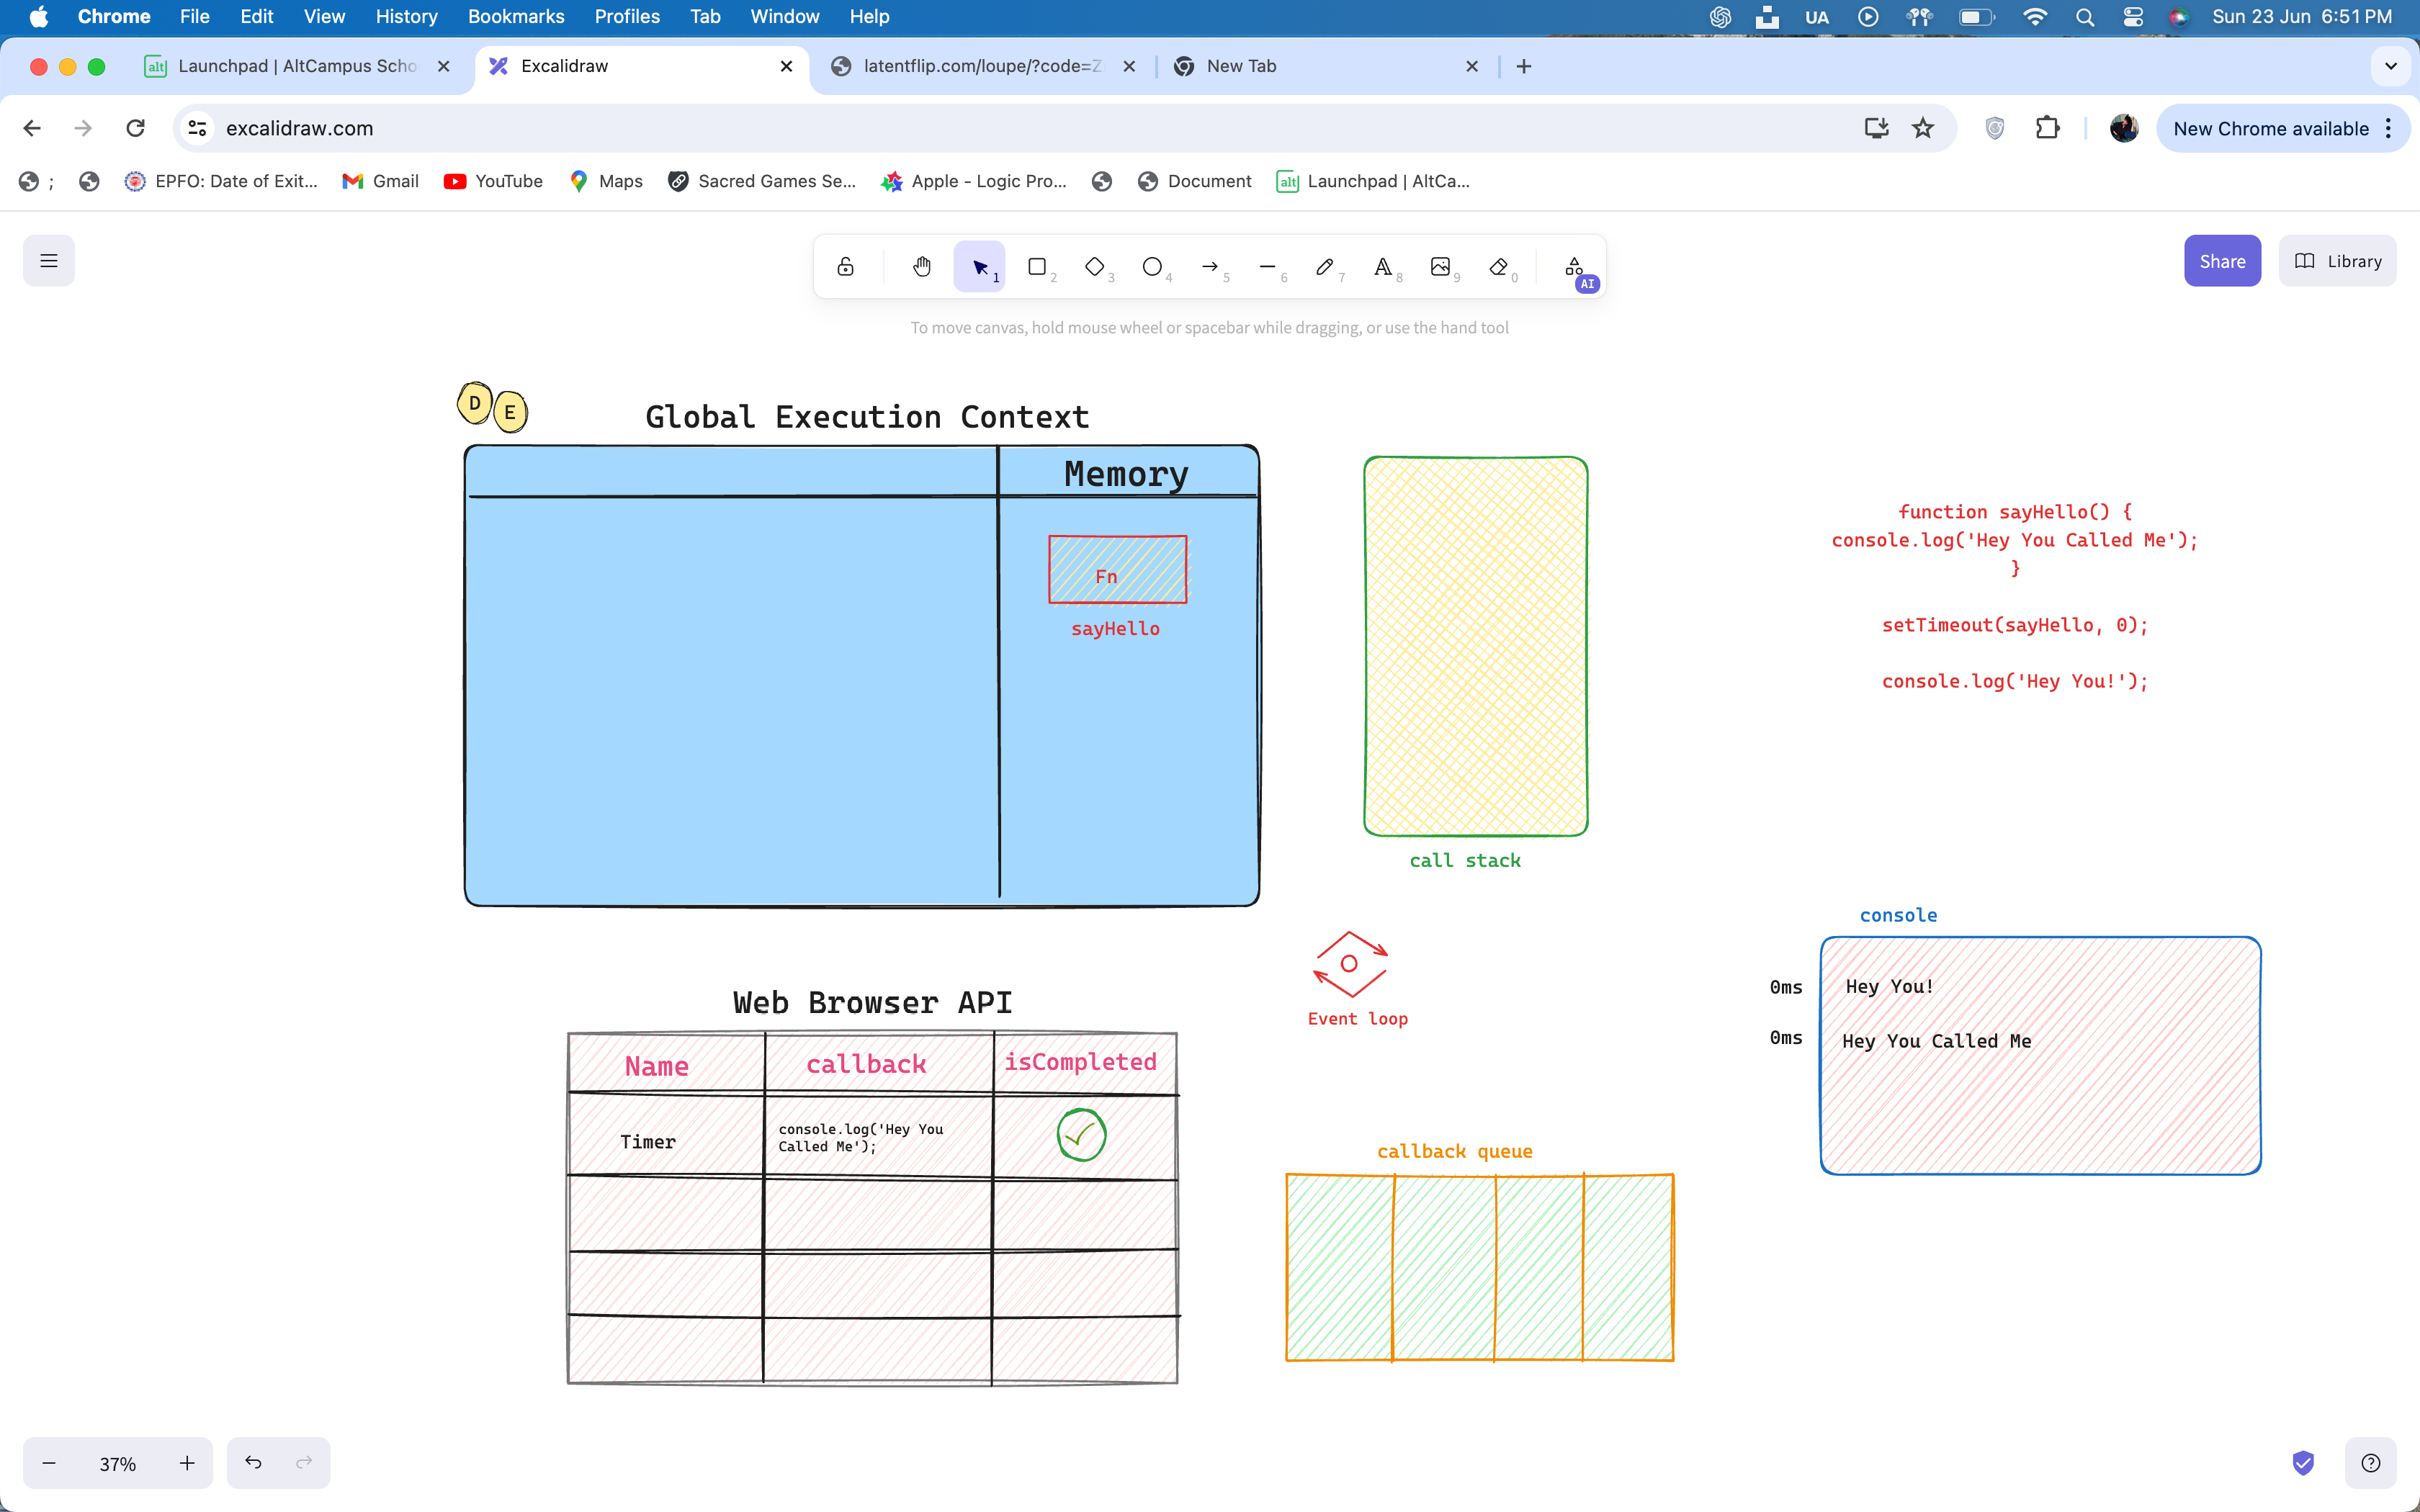 Chrome File Edit View History Bookmarks Profiles Tab Window Help UA Sun 23 Jun 6:51 PM
alt Launchpad | AltCampus Scho Excalidraw latentflip.com/loupe/?code=Z New Tab
excalidraw.com New Chrome available
; EPFO: Date of Exit... Gmail YouTube Maps Sacred Games Se... Apple - Logic Pro... Document alt Launchpad | AltCa...
1 2 3 4 5 6 7 8 9 0 AI Share Library
To move canvas, hold mouse wheel or spacebar while dragging, or use the hand tool
D E
Global Execution Context
Memory
Fn
sayHello
call stack
function sayHello() {
console.log('Hey You Called Me');
}
setTimeout(sayHello, 0);
console.log('Hey You!');
console
0ms Hey You!
0ms Hey You Called Me
Event loop
Web Browser API
Name callback isCompleted
Timer
console.log('Hey You
Called Me');
callback queue
37%